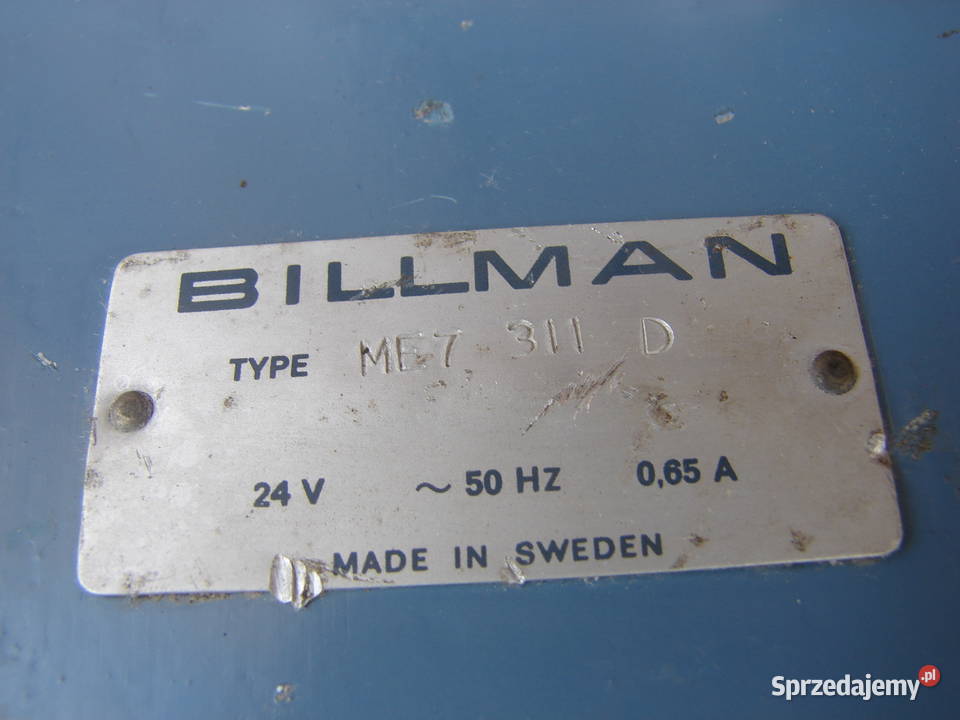 BILLMAN
TYPE ME7 311 D
24 V ~ 50 HZ 0,65 A
MADE IN SWEDEN
Sprzedajemy.pl